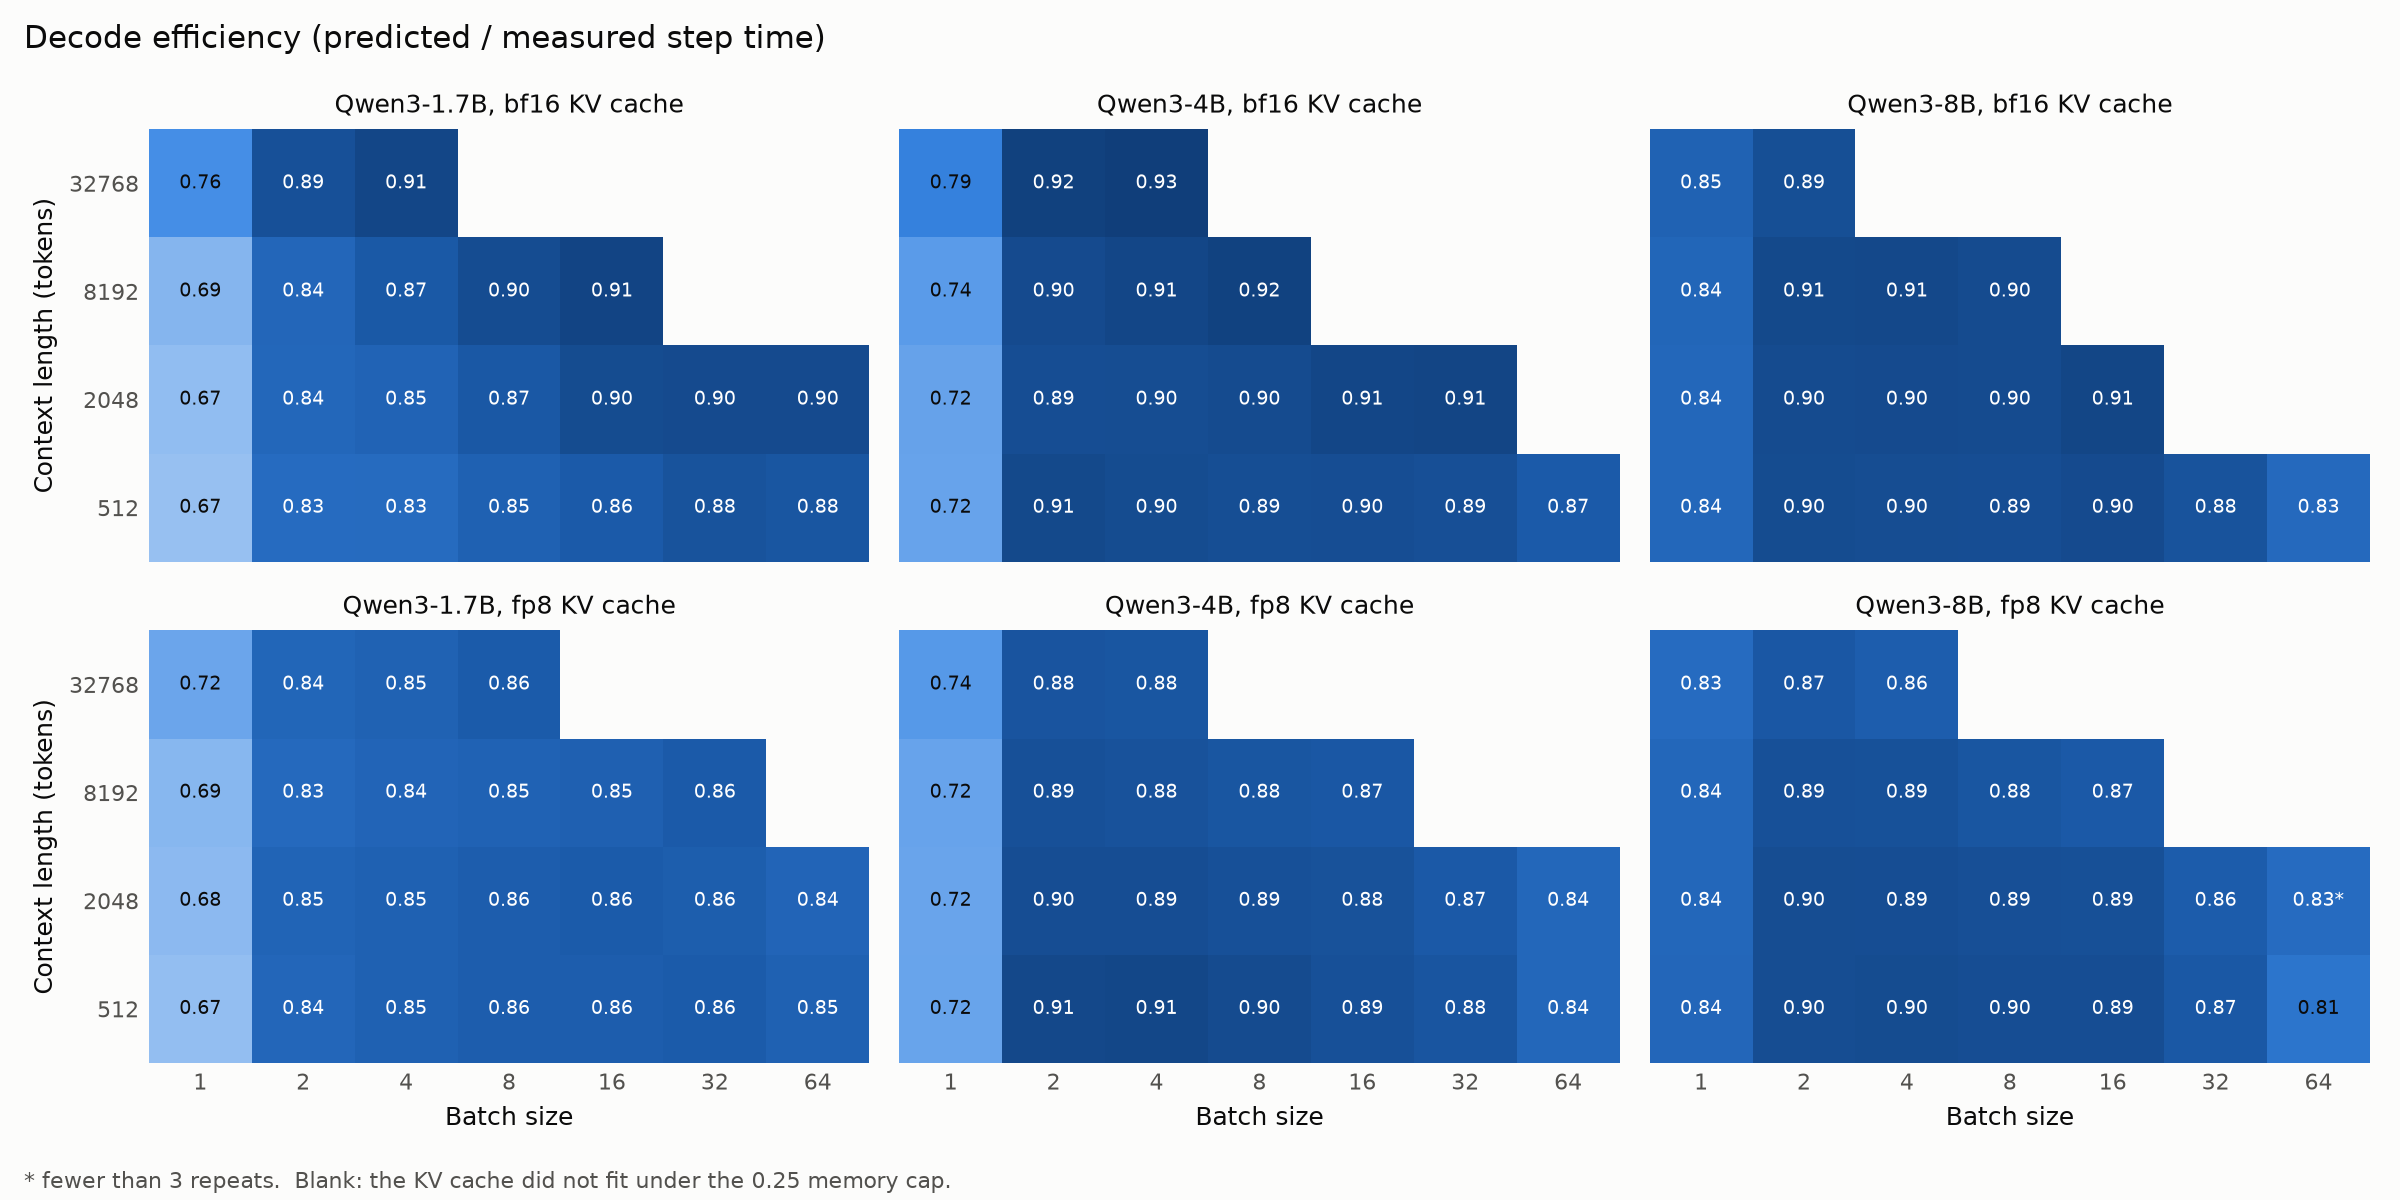 Decode efficiency (predicted / measured step time)
Qwen3-1.7B, bf16 KV cache
Qwen3-4B, bf16 KV cache
Qwen3-8B, bf16 KV cache
Context length (tokens)
32768 0.76 0.89 0.91 0.79 0.92 0.93 0.85 0.89
8192 0.69 0.84 0.87 0.90 0.91 0.74 0.90 0.91 0.92 0.84 0.91 0.91 0.90
2048 0.67 0.84 0.85 0.87 0.90 0.90 0.90 0.72 0.89 0.90 0.90 0.91 0.91 0.84 0.90 0.90 0.90 0.91
512 0.67 0.83 0.83 0.85 0.86 0.88 0.88 0.72 0.91 0.90 0.89 0.90 0.89 0.87 0.84 0.90 0.90 0.89 0.90 0.88 0.83
Qwen3-1.7B, fp8 KV cache
Qwen3-4B, fp8 KV cache
Qwen3-8B, fp8 KV cache
Context length (tokens)
32768 0.72 0.84 0.85 0.86 0.74 0.88 0.88 0.83 0.87 0.86
8192 0.69 0.83 0.84 0.85 0.85 0.86 0.72 0.89 0.88 0.88 0.87 0.84 0.89 0.89 0.88 0.87
2048 0.68 0.85 0.85 0.86 0.86 0.86 0.84 0.72 0.90 0.89 0.89 0.88 0.87 0.84 0.84 0.90 0.89 0.89 0.89 0.86 0.83*
512 0.67 0.84 0.85 0.86 0.86 0.86 0.85 0.72 0.91 0.91 0.90 0.89 0.88 0.84 0.84 0.90 0.90 0.90 0.89 0.87 0.81
1 2 4 8 16 32 64 1 2 4 8 16 32 64 1 2 4 8 16 32 64
Batch size
Batch size
Batch size
* fewer than 3 repeats.  Blank: the KV cache did not fit under the 0.25 memory cap.